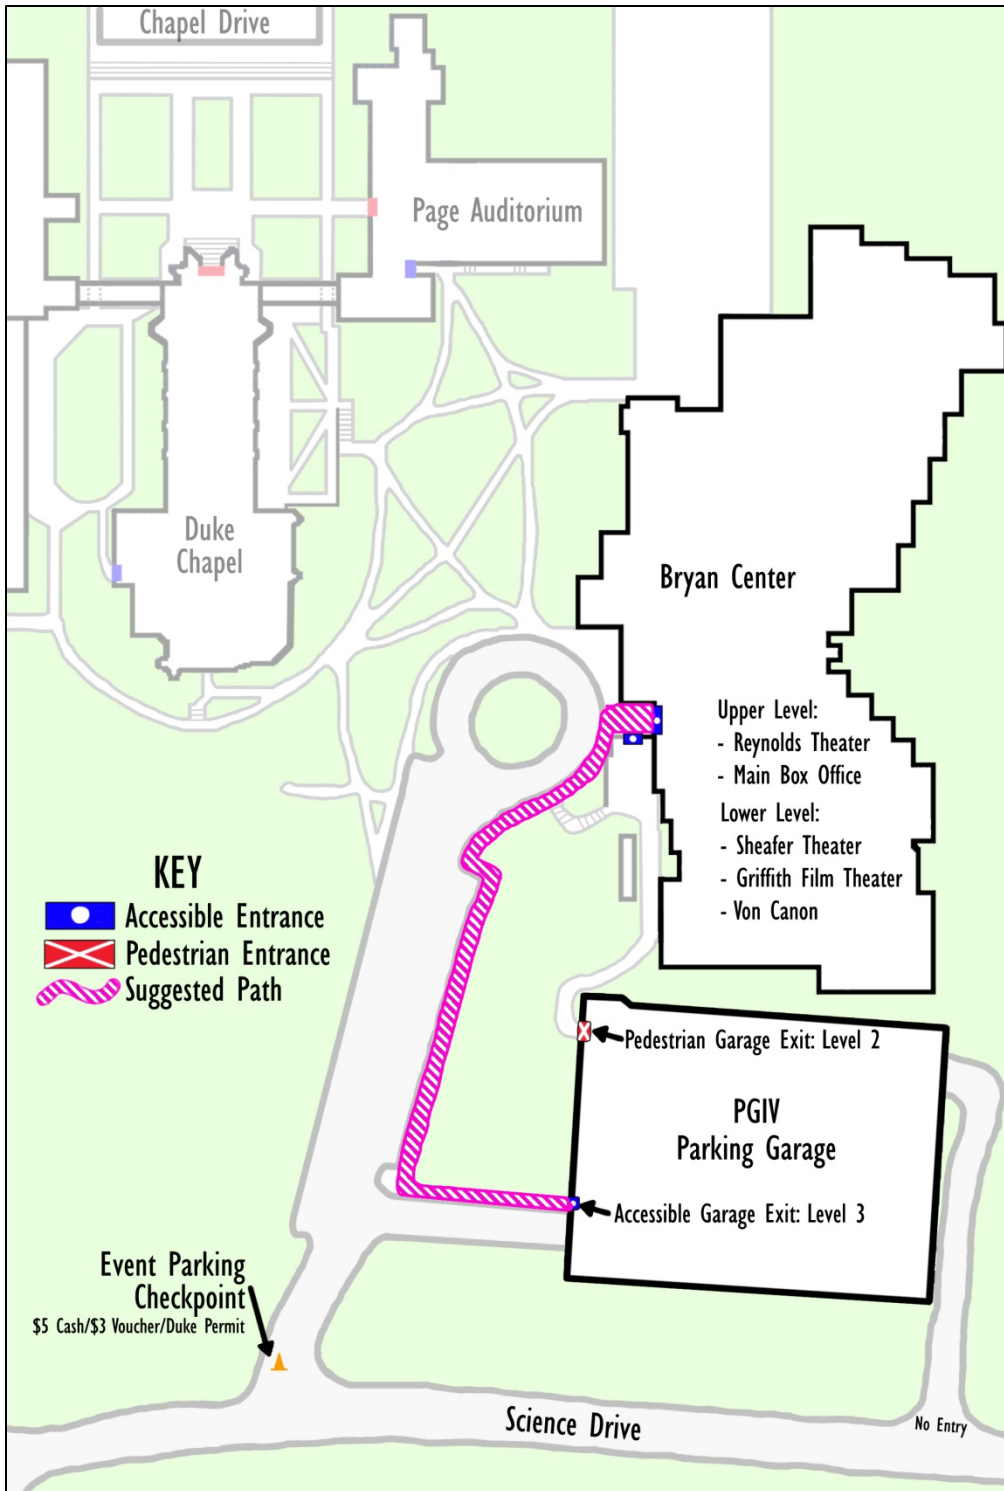 Chapel Drive
Page Auditorium
Duke
Chapel
Bryan Center
Upper Level:
- Reynolds Theater
- Main Box Office
Lower Level:
- Sheafer Theater
- Griffith Film Theater
- Von Canon
KEY
Accessible Entrance
Pedestrian Entrance
Suggested Path
Pedestrian Garage Exit: Level 2
PGIV
Parking Garage
Accessible Garage Exit: Level 3
Event Parking
Checkpoint
$5 Cash/$3 Voucher/Duke Permit
Science Drive
No Entry